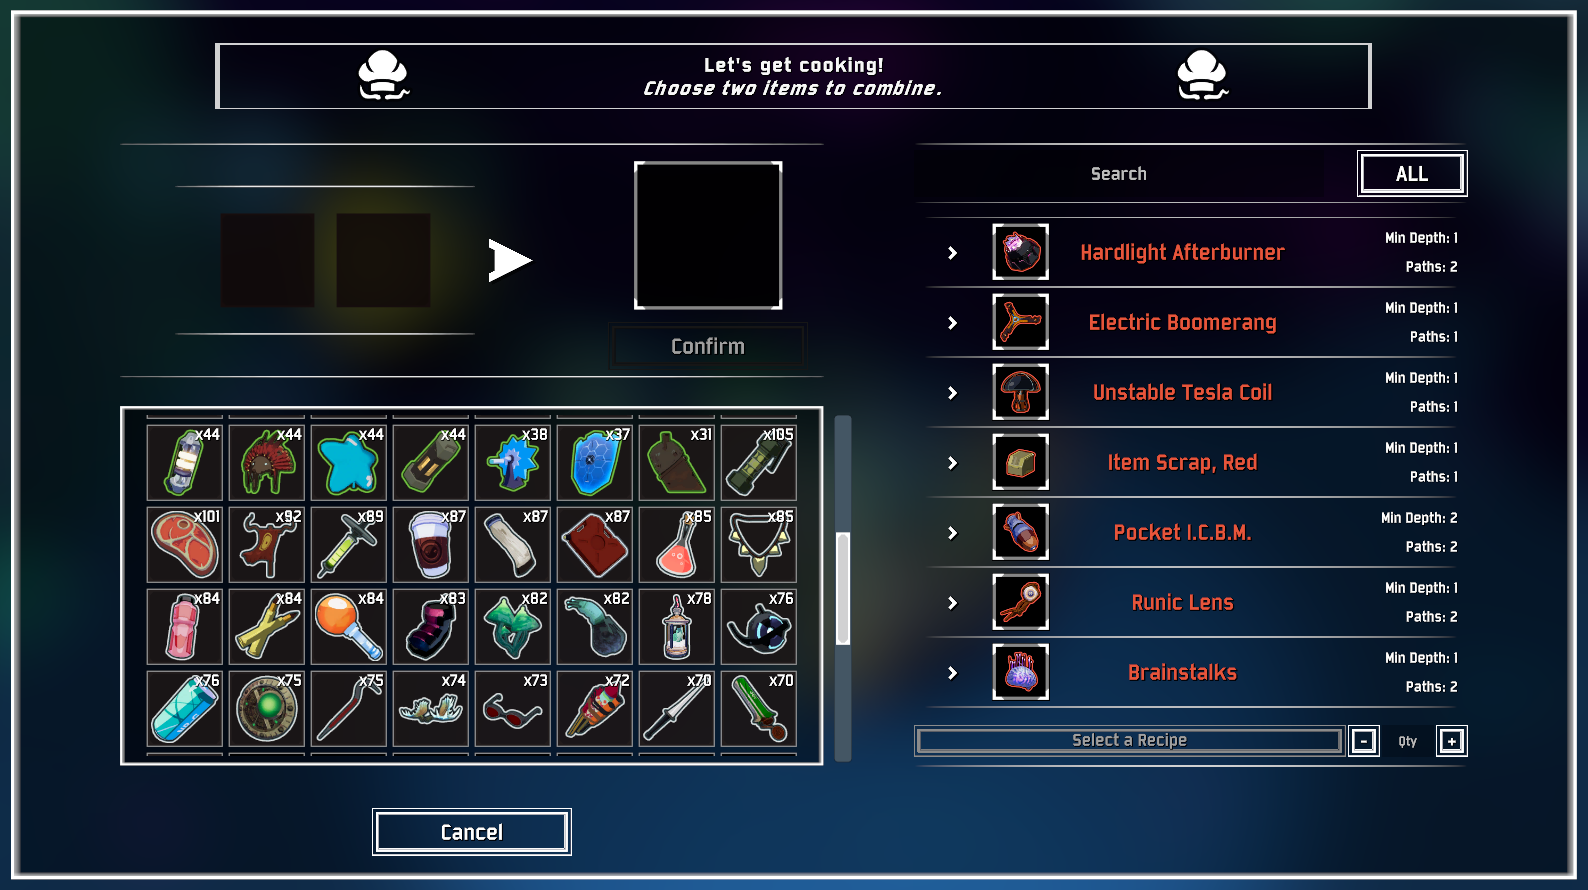 Let's get cooking!
Choose two items to combine.
Search
ALL
Confirm
Hardlight Afterburner
Min Depth: 1
Paths: 2
Electric Boomerang
Min Depth: 1
Paths: 1
Unstable Tesla Coil
Min Depth: 1
Paths: 1
Item Scrap, Red
Min Depth: 1
Paths: 1
Pocket I.C.B.M.
Min Depth: 2
Paths: 2
Runic Lens
Min Depth: 1
Paths: 2
Brainstalks
Min Depth: 1
Paths: 2
x44 x44 x44 x44 x38 x37 x31 x105
x101 x92 x89 x87 x87 x87 x85 x85
x84 x84 x84 x83 x82 x82 x78 x76
x76 x75 x75 x74 x73 x72 x70 x70
Select a Recipe - Qty +
Cancel